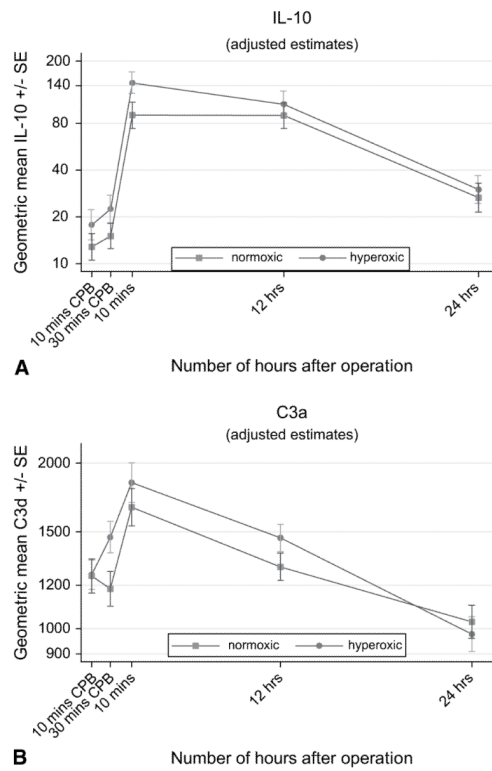 IL-10
(adjusted estimates)
Geometric mean IL-10 +/- SE
200
140
80
40
20
10
normoxic hyperoxic
10 mins CPB
30 mins CPB
10 mins
12 hrs
24 hrs
A Number of hours after operation
C3a
(adjusted estimates)
Geometric mean C3d +/- SE
2000
1500
1200
1000
900
normoxic hyperoxic
10 mins CPB
30 mins CPB
10 mins
12 hrs
24 hrs
B Number of hours after operation